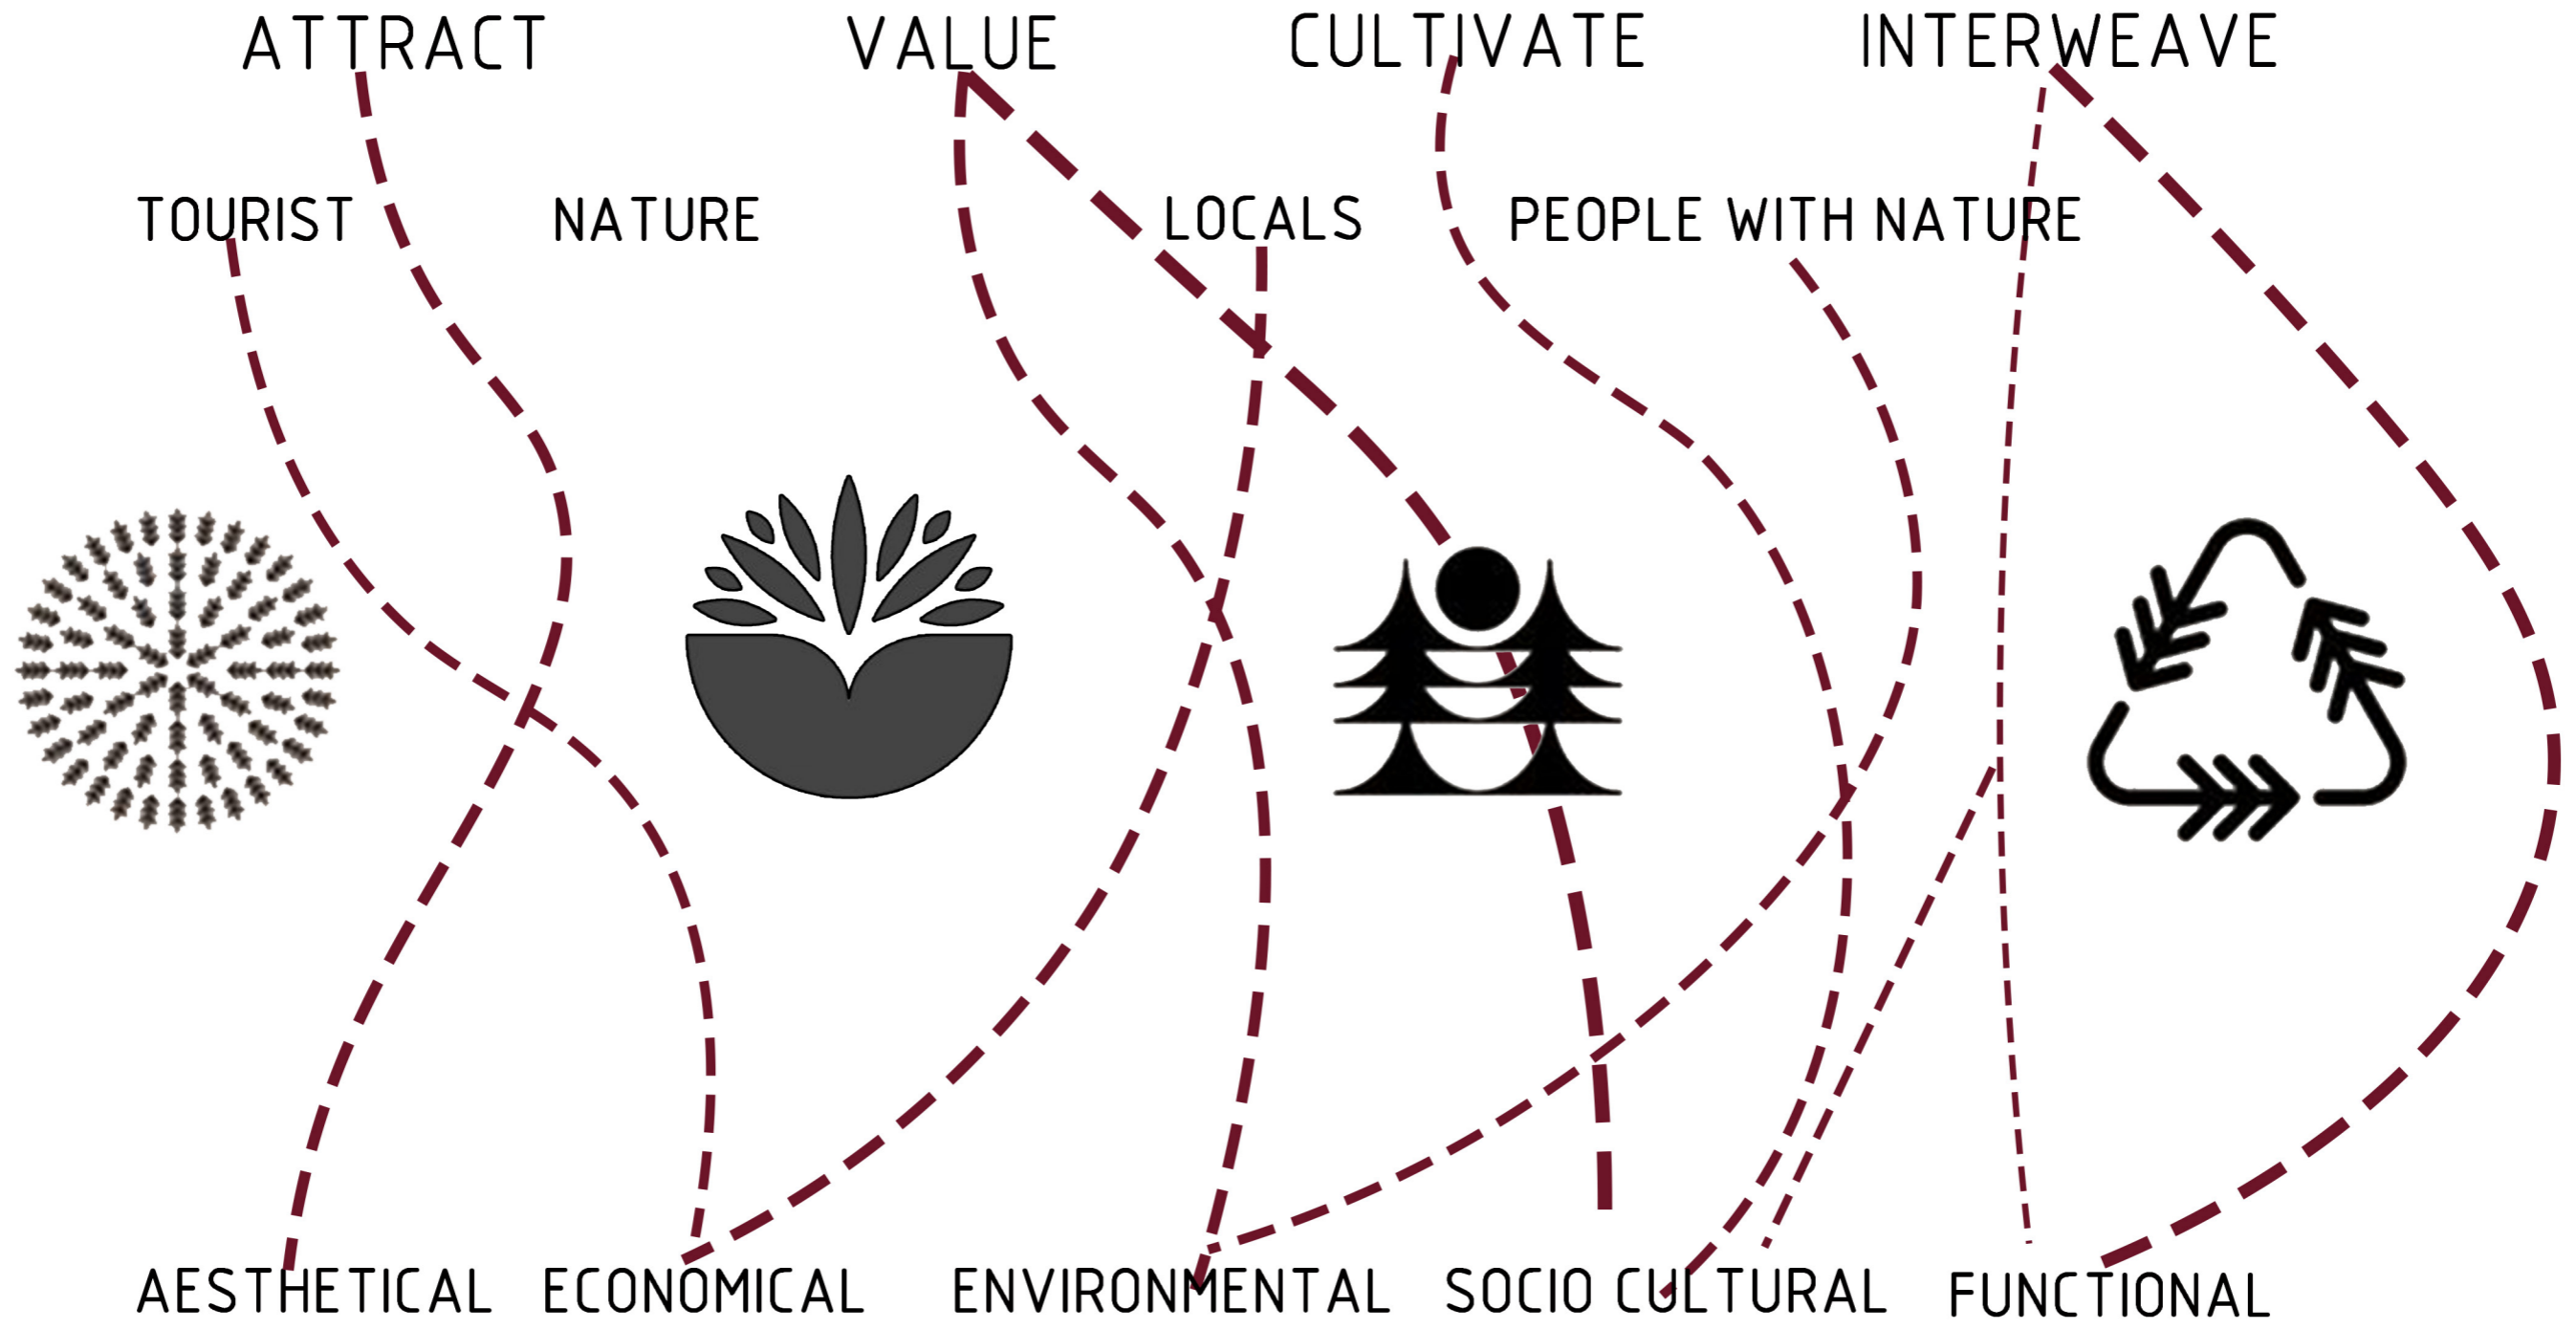 ATTRACT VALUE CULTIVATE INTERWEAVE
TOURIST NATURE LOCALS PEOPLE WITH NATURE
AESTHETICAL ECONOMICAL ENVIRONMENTAL SOCIO CULTURAL FUNCTIONAL